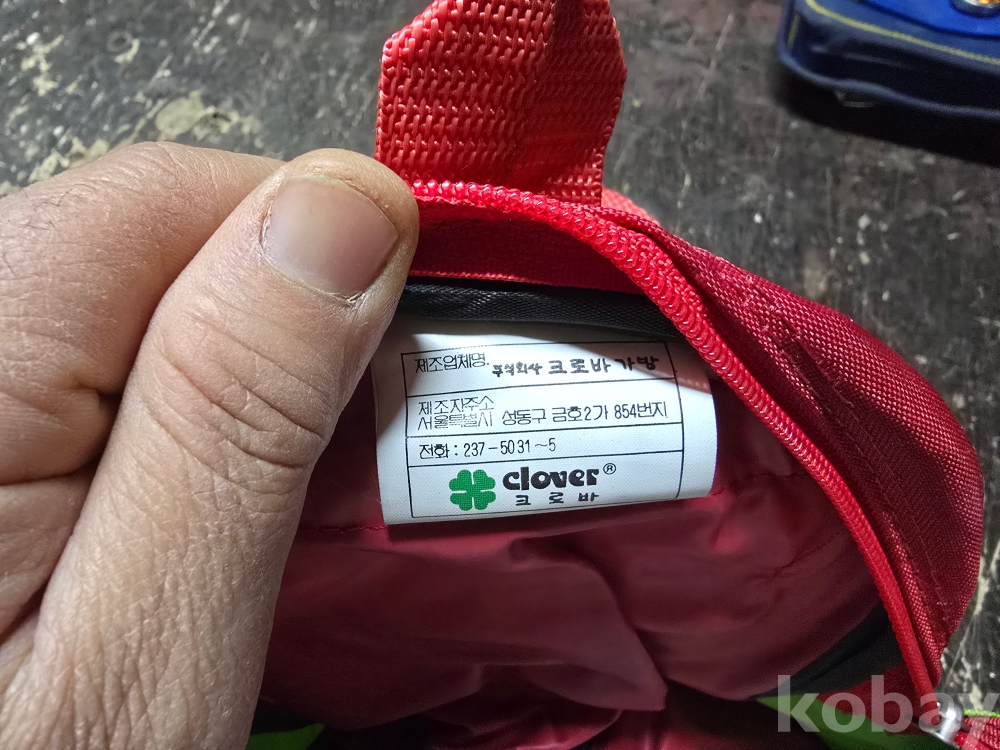 제조업체명. 주식회사 크로바가방
제조자주소
서울특별시 성동구 금호2가 854번지
전화 : 237-5031~5
clover®
크로바
kobay